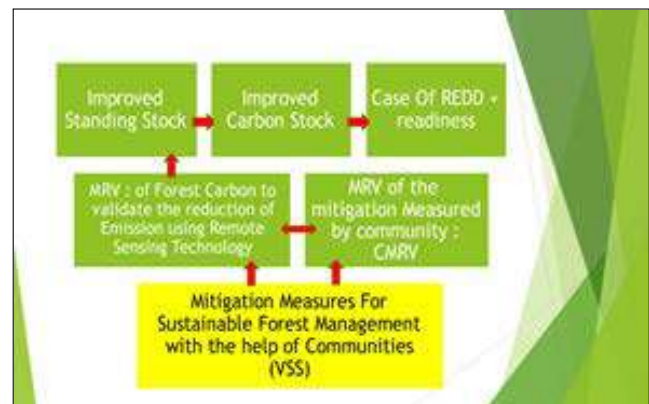 Improved
Standing Stock
Improved
Carbon Stock
Case Of REDD +
readiness
MRV : of Forest Carbon to
validate the reduction of
Emission using Remote
Sensing Technology
MRV of the
mitigation Measured
by community :
CMRV
Mitigation Measures For
Sustainable Forest Management
with the help of Communities
(VSS)